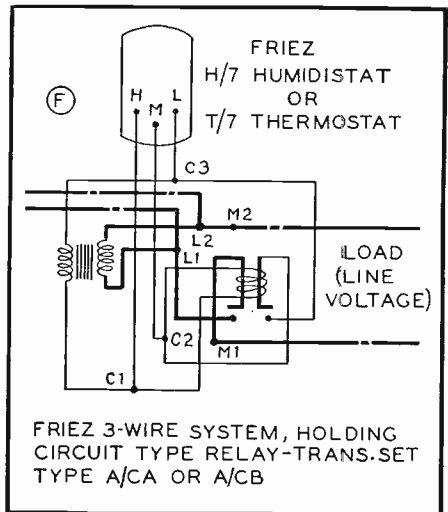 FRIEZ
H/7 HUMIDISTAT
OR
T/7 THERMOSTAT
F
H M L
C3
M2
L2
L1
LOAD
(LINE
VOLTAGE)
C2
M1
C1
FRIEZ 3-WIRE SYSTEM, HOLDING
CIRCUIT TYPE RELAY-TRANS.SET
TYPE A/CA OR A/CB